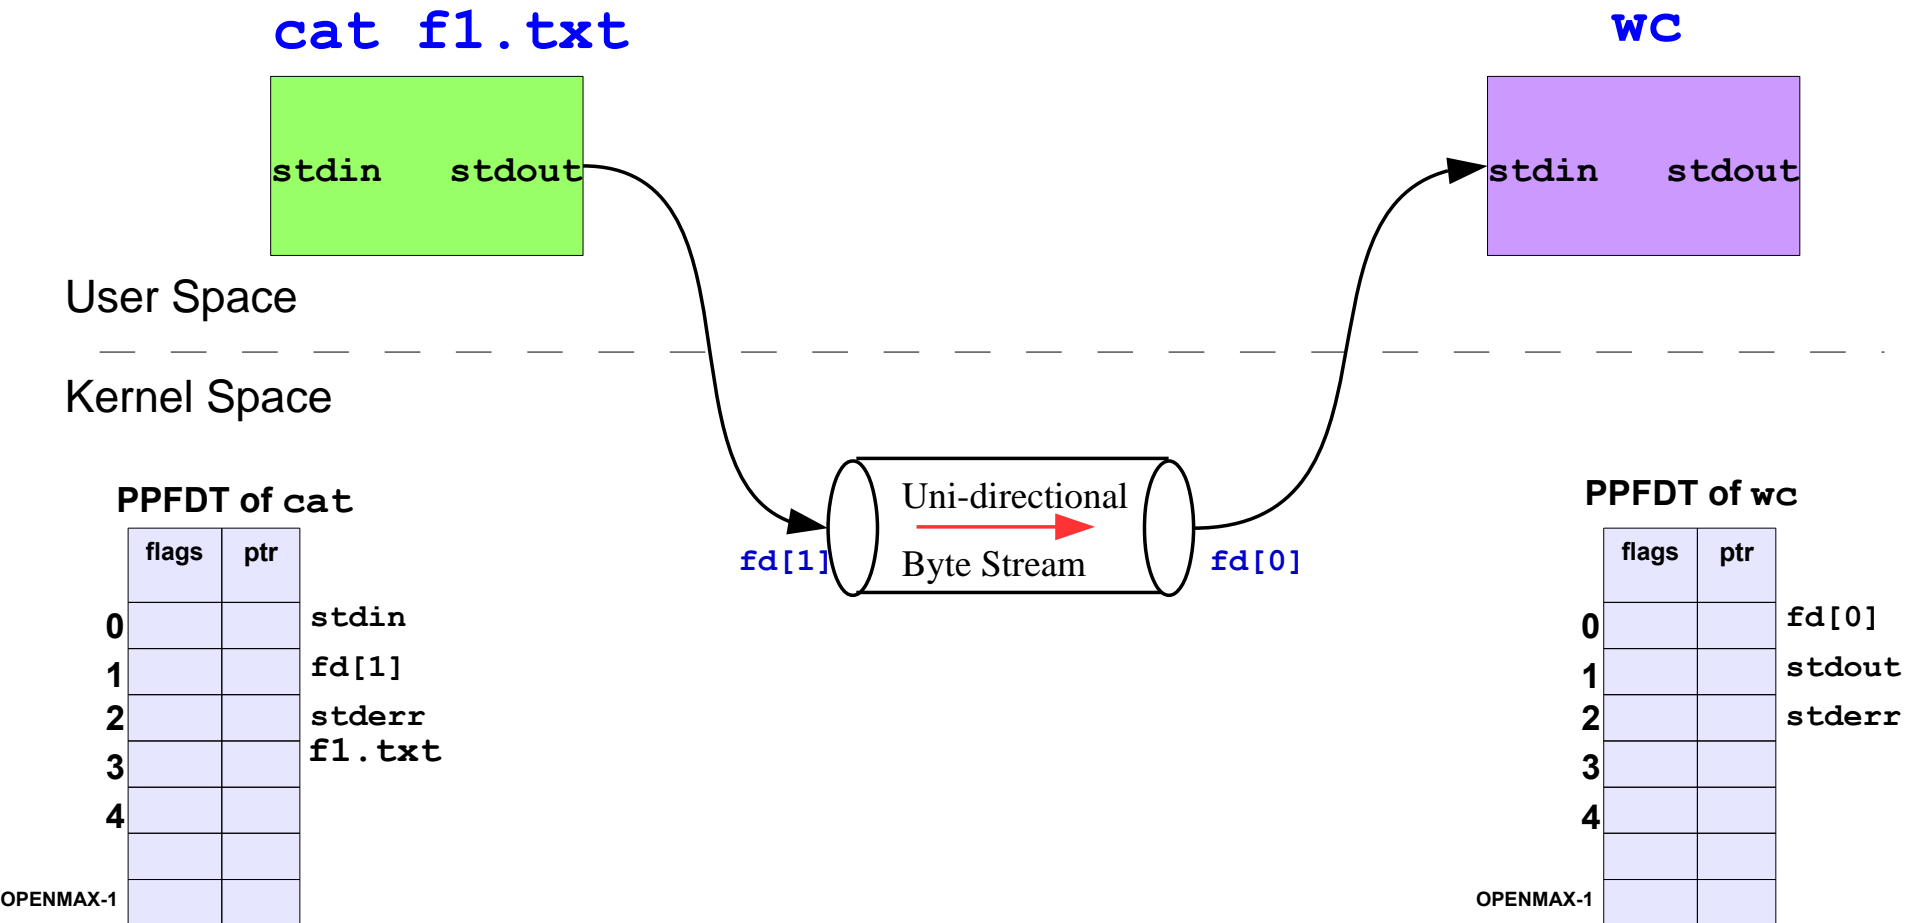 cat f1.txt
wc
stdin stdout
stdin stdout
User Space
Kernel Space
Uni-directional
Byte Stream
fd[1]
fd[0]
PPFDT of cat
flags ptr
0 stdin
1 fd[1]
2 stderr
3 f1.txt
4
OPENMAX-1
PPFDT of wc
flags ptr
0 fd[0]
1 stdout
2 stderr
3
4
OPENMAX-1